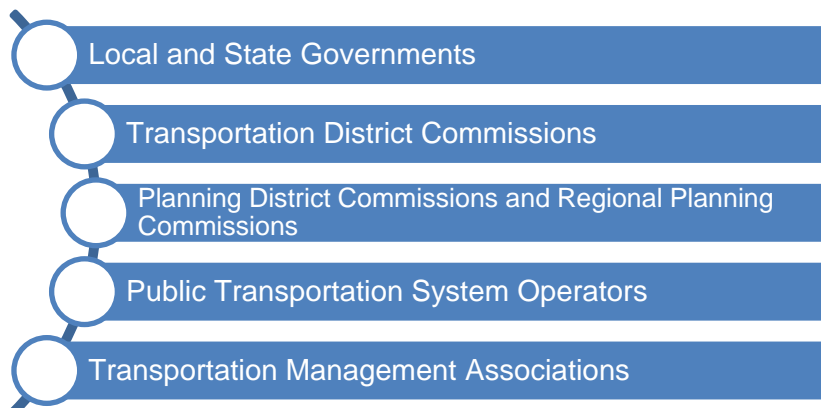 Local and State Governments
Transportation District Commissions
Planning District Commissions and Regional Planning
Commissions
Public Transportation System Operators
Transportation Management Associations